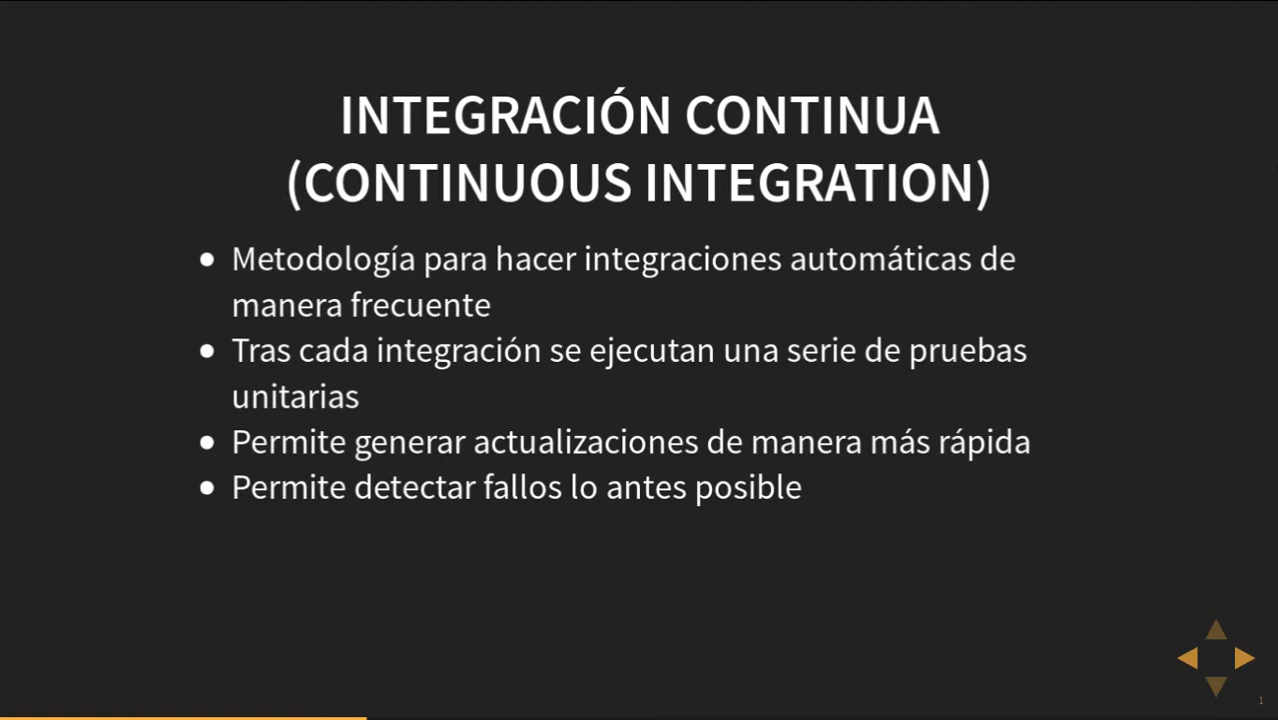 INTEGRACIÓN CONTINUA
(CONTINUOUS INTEGRATION)
• Metodología para hacer integraciones automáticas de
manera frecuente
• Tras cada integración se ejecutan una serie de pruebas
unitarias
• Permite generar actualizaciones de manera más rápida
• Permite detectar fallos lo antes posible
1